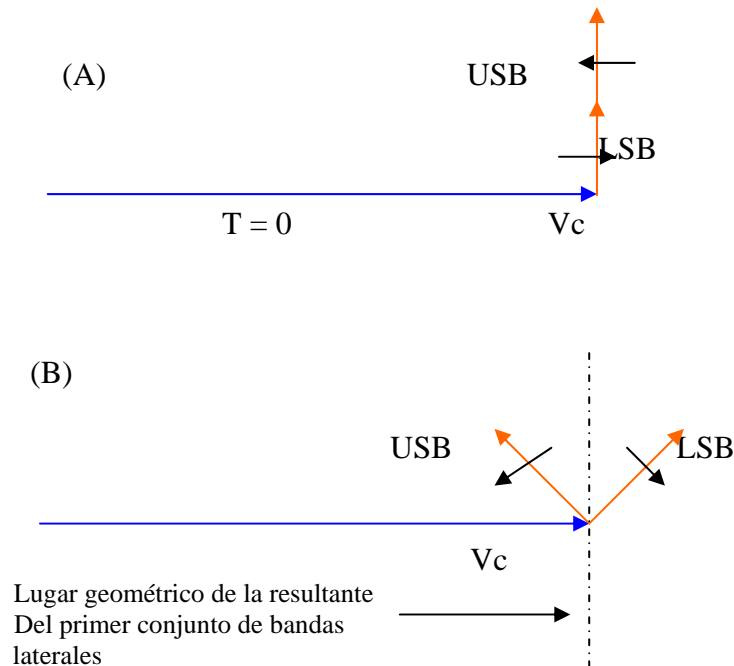 (A)
USB
LSB
T = 0
Vc
(B)
USB
LSB
Vc
Lugar geométrico de la resultante
Del primer conjunto de bandas
laterales